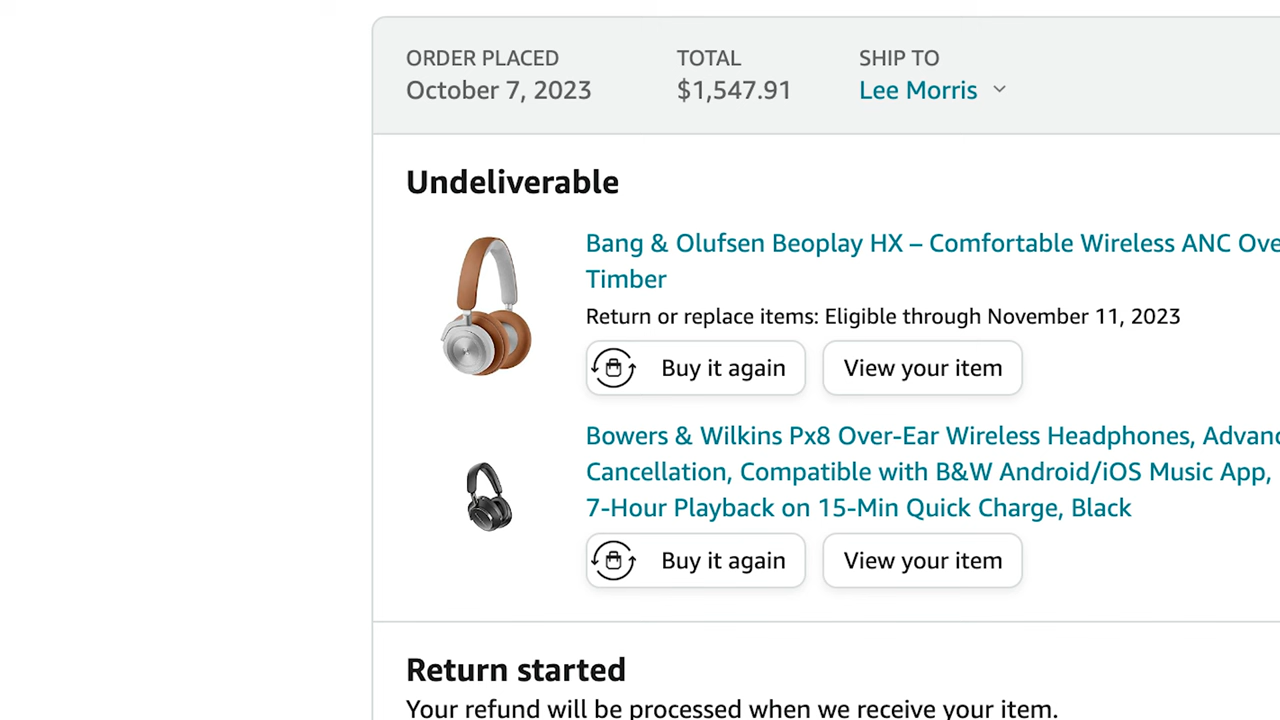 ORDER PLACED TOTAL SHIP TO
October 7, 2023 $1,547.91 Lee Morris
Undeliverable
Bang & Olufsen Beoplay HX – Comfortable Wireless ANC Ove
Timber
Return or replace items: Eligible through November 11, 2023
Buy it again View your item
Bowers & Wilkins Px8 Over-Ear Wireless Headphones, Advanc
Cancellation, Compatible with B&W Android/iOS Music App,
7-Hour Playback on 15-Min Quick Charge, Black
Buy it again View your item
Return started
Your refund will be processed when we receive your item.